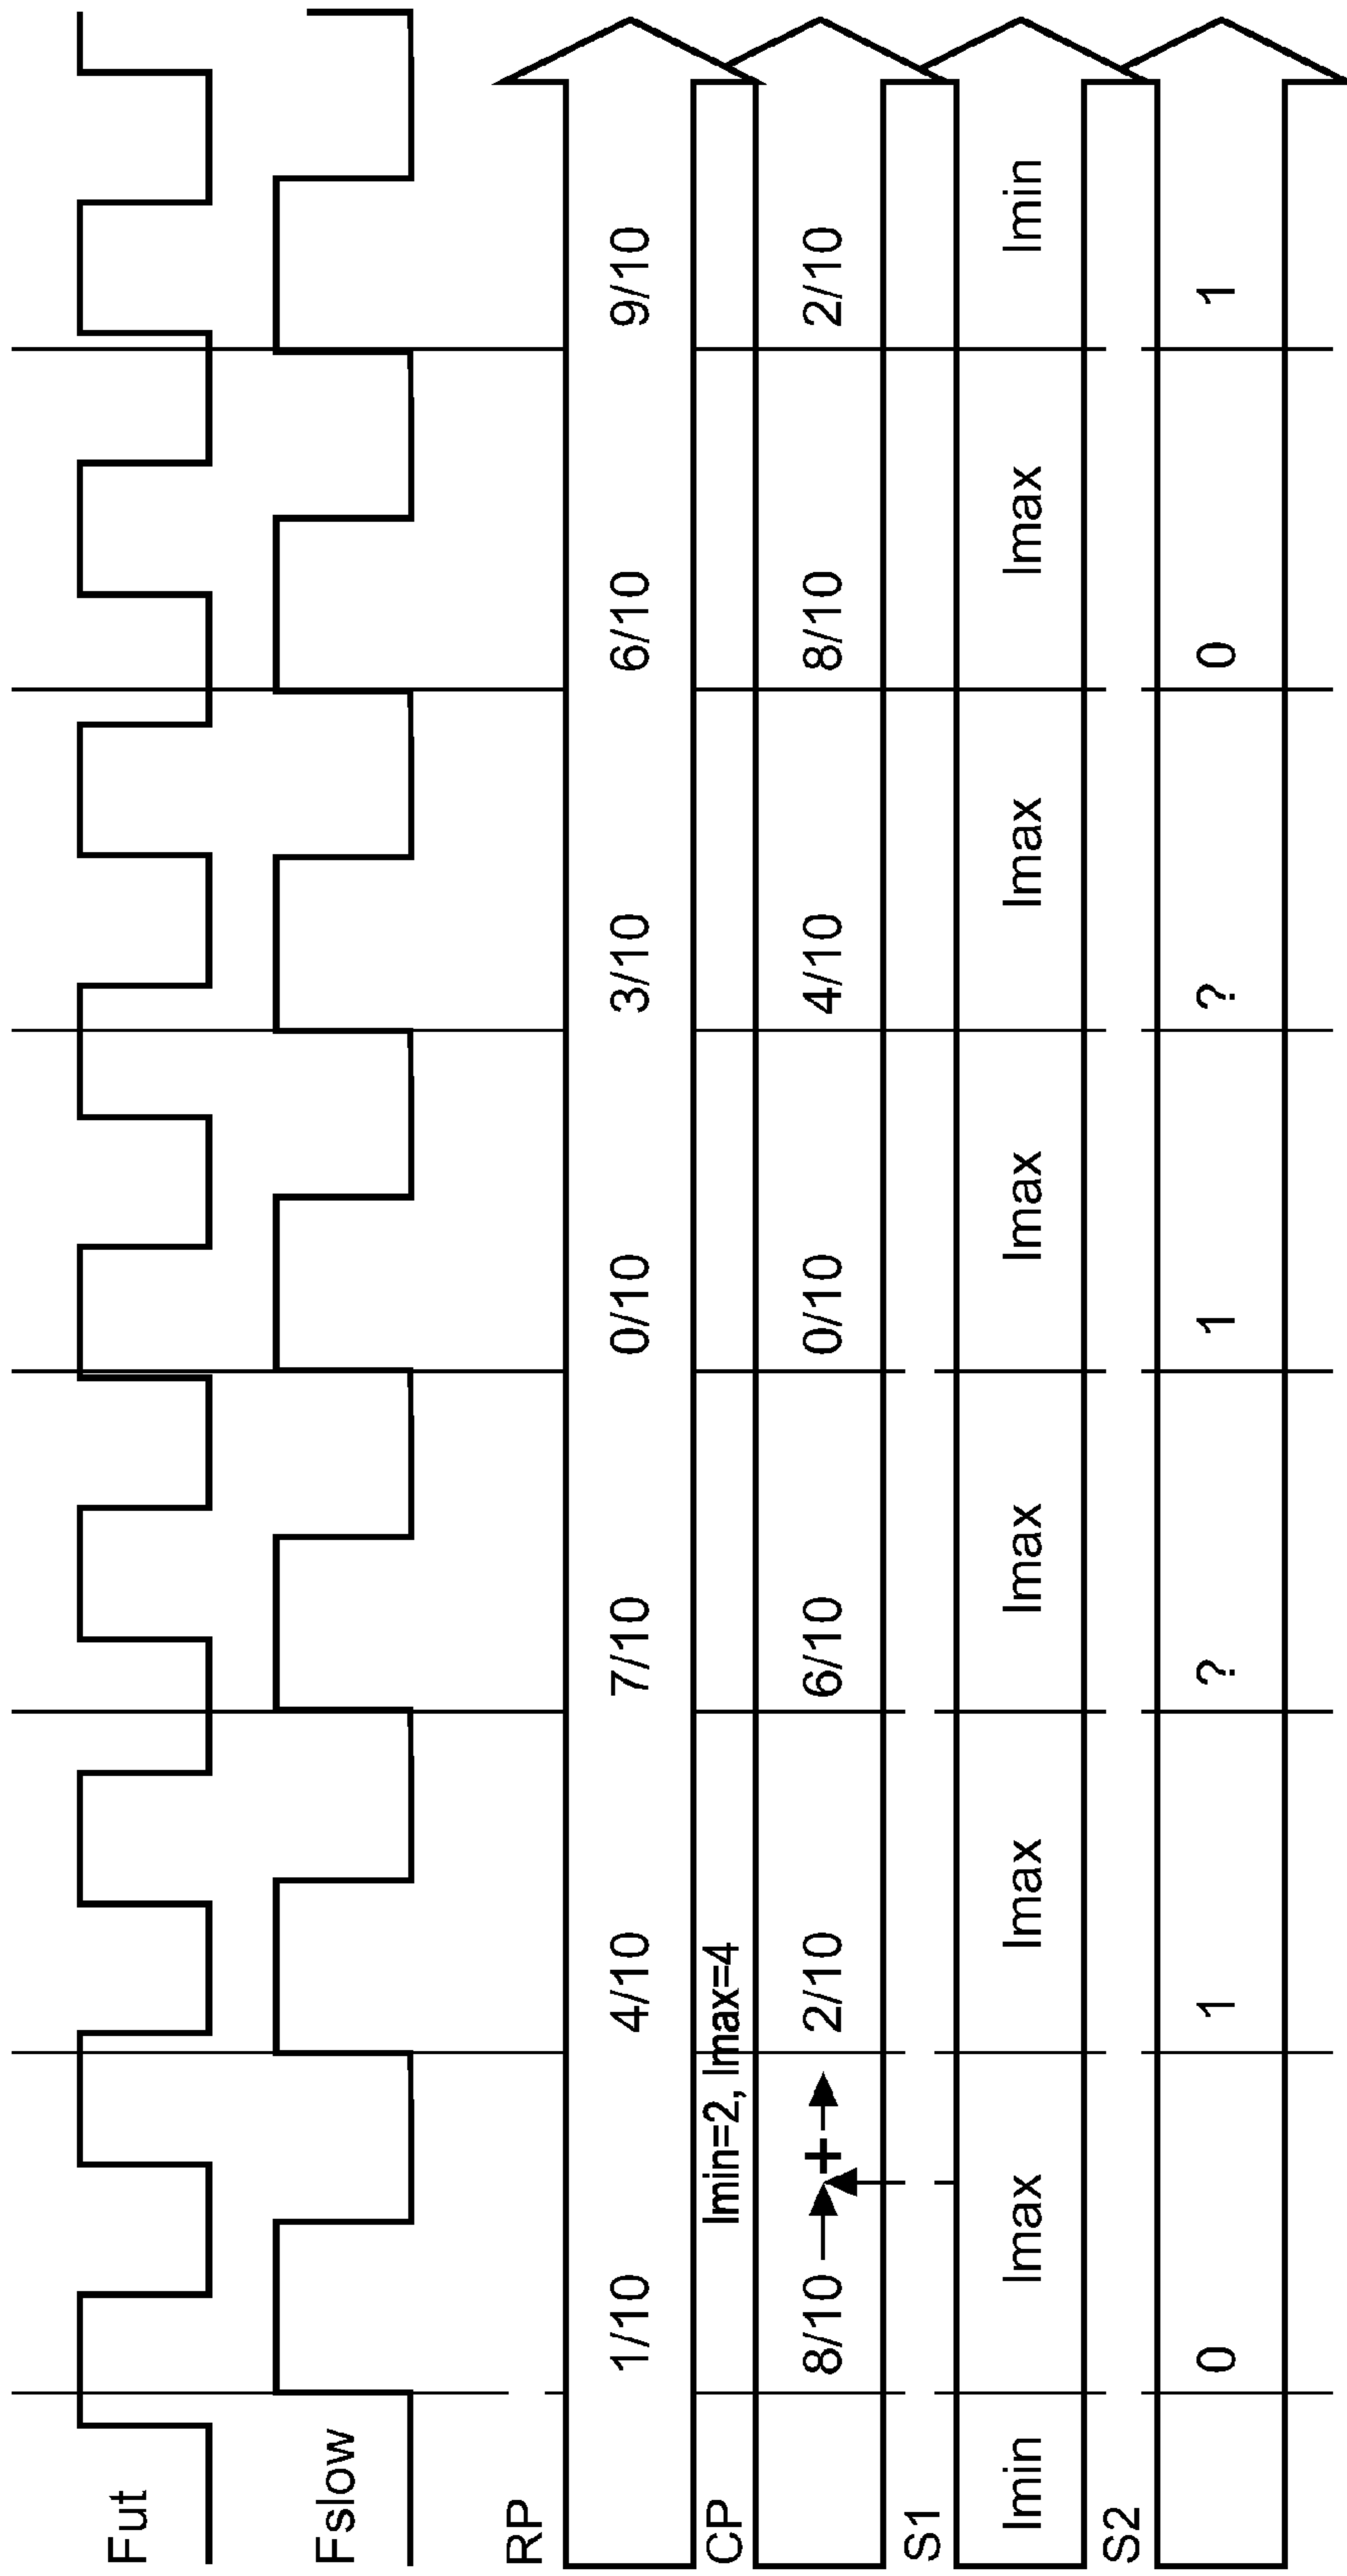 Fut
Fslow
RP
1/10 4/10 7/10 0/10 3/10 6/10 9/10
CP
Imin=2, Imax=4
8/10 + 2/10 6/10 0/10 4/10 8/10 2/10
S1
Imin Imax Imax Imax Imax Imax Imax Imin
S2
0 1 ? 1 ? 0 1